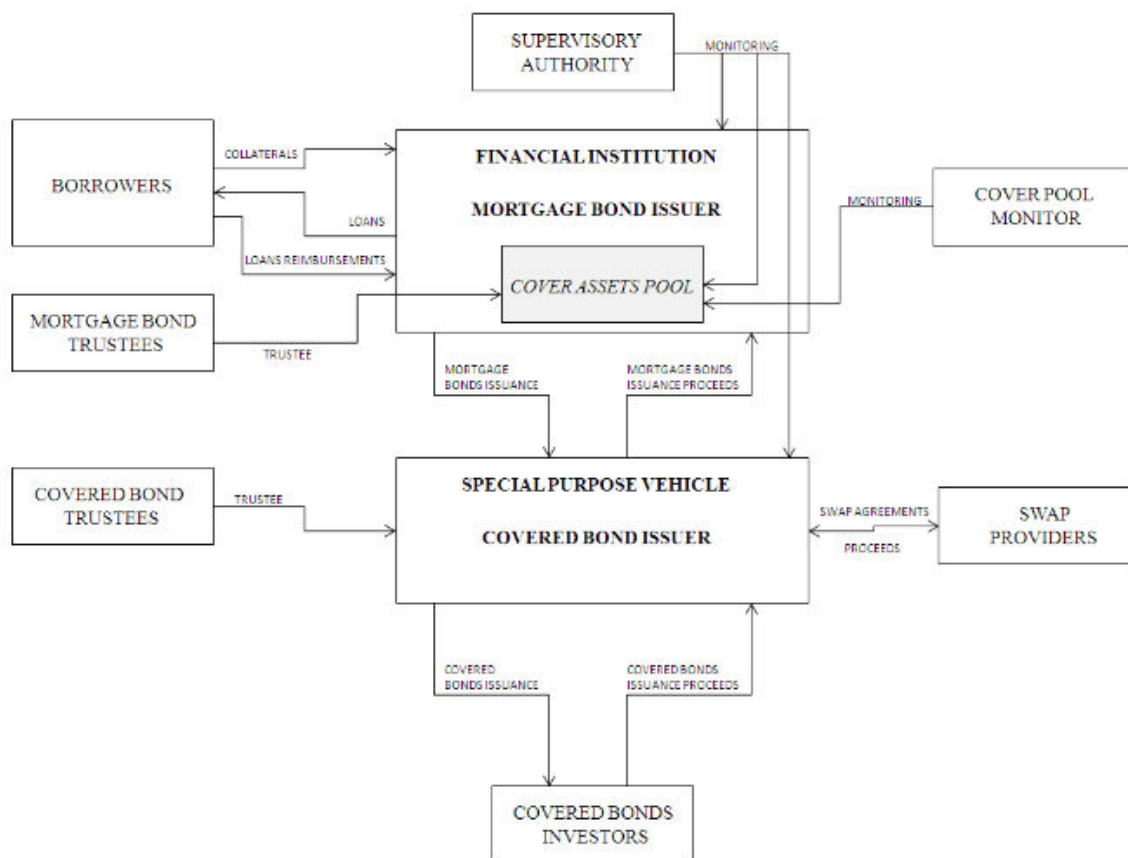 SUPERVISORY
AUTHORITY
MONITORING
BORROWERS
COLLATERALS
LOANS
LOANS REIMBURSEMENTS
FINANCIAL INSTITUTION
MORTGAGE BOND ISSUER
COVER ASSETS POOL
MONITORING
COVER POOL
MONITOR
MORTGAGE BOND
TRUSTEES
TRUSTEE
MORTGAGE
BONDS ISSUANCE
MORTGAGE BONDS
ISSUANCE PROCEEDS
COVERED BOND
TRUSTEES
TRUSTEE
SPECIAL PURPOSE VEHICLE
COVERED BOND ISSUER
SWAP AGREEMENTS
PROCEEDS
SWAP
PROVIDERS
COVERED
BONDS ISSUANCE
COVERED BONDS
ISSUANCE PROCEEDS
COVERED BONDS
INVESTORS